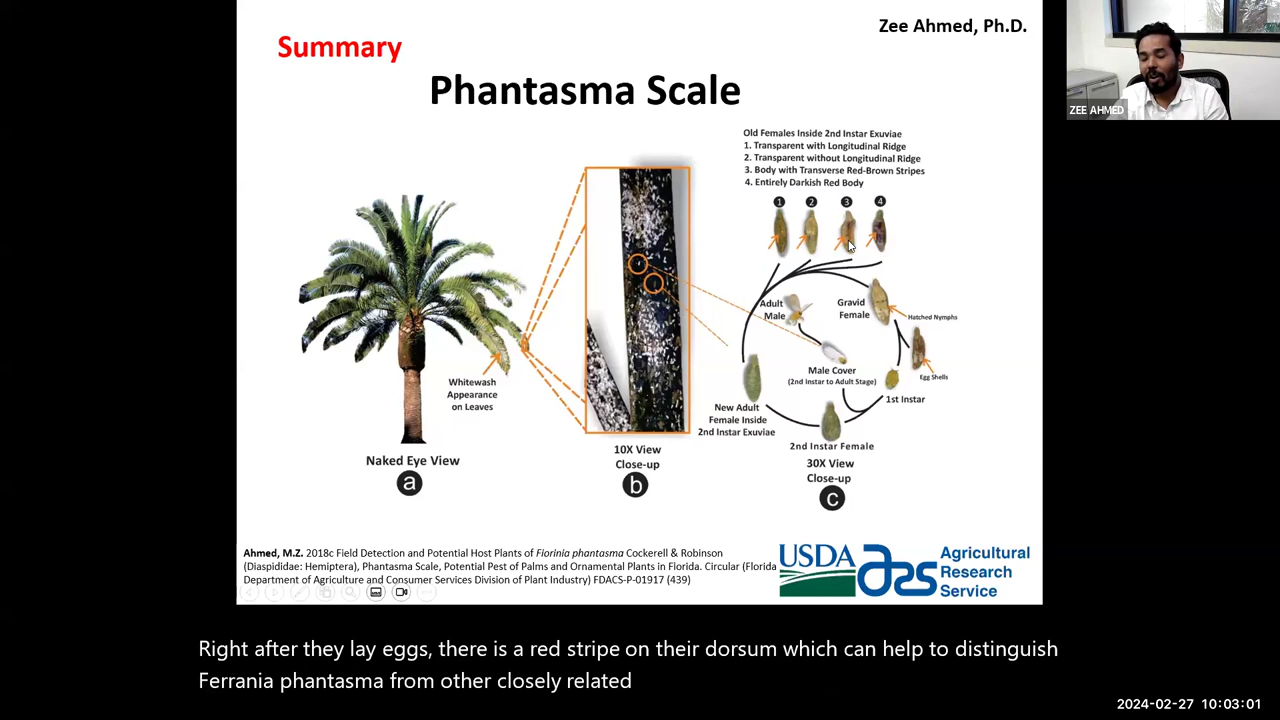 Zee Ahmed, Ph.D.
Summary
Phantasma Scale
ZEE AHMED
Old Females Inside 2nd Instar Exuviae
1. Transparent with Longitudinal Ridge
2. Transparent without Longitudinal Ridge
3. Body with Transverse Red-Brown Stripes
4. Entirely Darkish Red Body
1 2 3 4
Adult
Male
Gravid
Female
Hatched Nymphs
Male Cover
(2nd Instar to Adult Stage)
Egg Shells
1st Instar
New Adult
Female Inside
2nd Instar Exuviae
2nd Instar Female
Whitewash
Appearance
on Leaves
Naked Eye View
a
10X View
Close-up
b
30X View
Close-up
c
Ahmed, M.Z. 2018c Field Detection and Potential Host Plants of Fiorinia phantasma Cockerell & Robinson
(Diaspididae: Hemiptera), Phantasma Scale, Potential Pest of Palms and Ornamental Plants in Florida. Circular (Florida
Department of Agriculture and Consumer Services Division of Plant Industry) FDACS-P-01917 (439)
USDA
ars
Agricultural
Research
Service
Right after they lay eggs, there is a red stripe on their dorsum which can help to distinguish
Ferrania phantasma from other closely related
2024-02-27 10:03:01